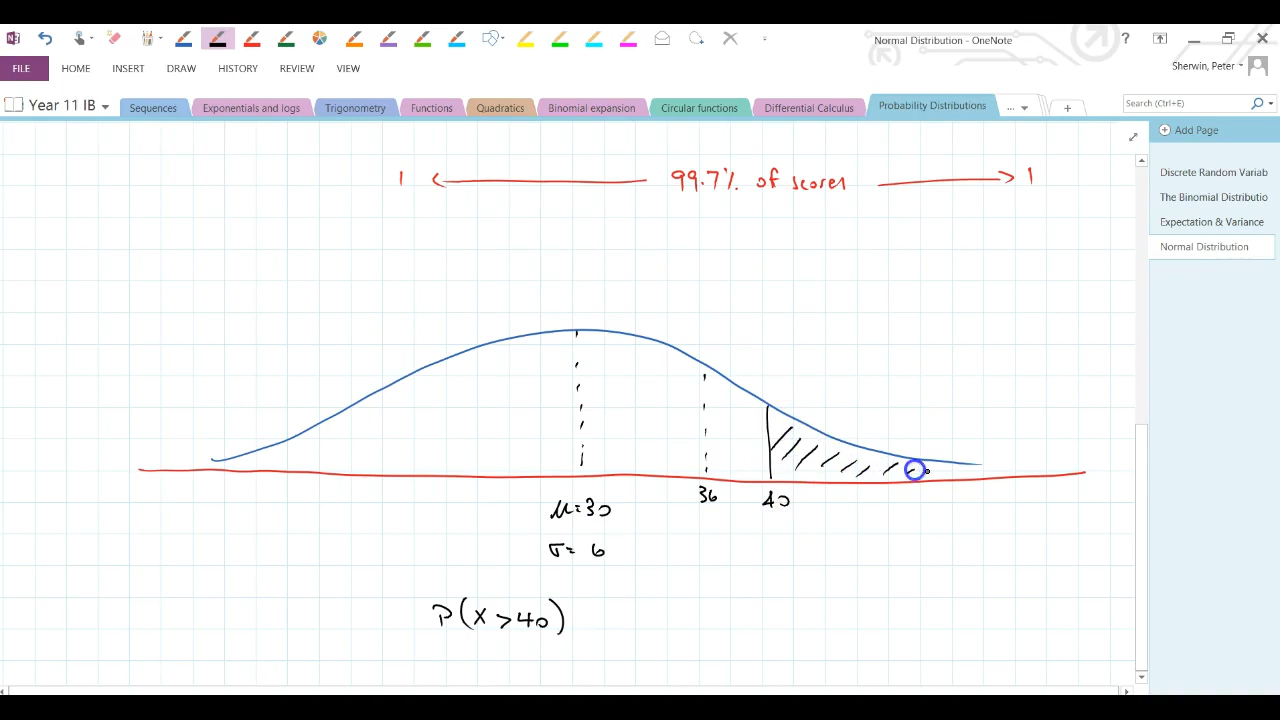 Normal Distribution - OneNote
?
Sherwin, Peter
FILE HOME INSERT DRAW HISTORY REVIEW VIEW
Year 11 IB
Sequences Exponentials and logs Trigonometry Functions Quadratics Binomial expansion Circular functions Differential Calculus Probability Distributions ... +
Search (Ctrl+E)
Add Page
Discrete Random Variab
The Binomial Distributio
Expectation & Variance
Normal Distribution
99.7% of scores
36 40
μ=30
σ= 6
P(X>40)